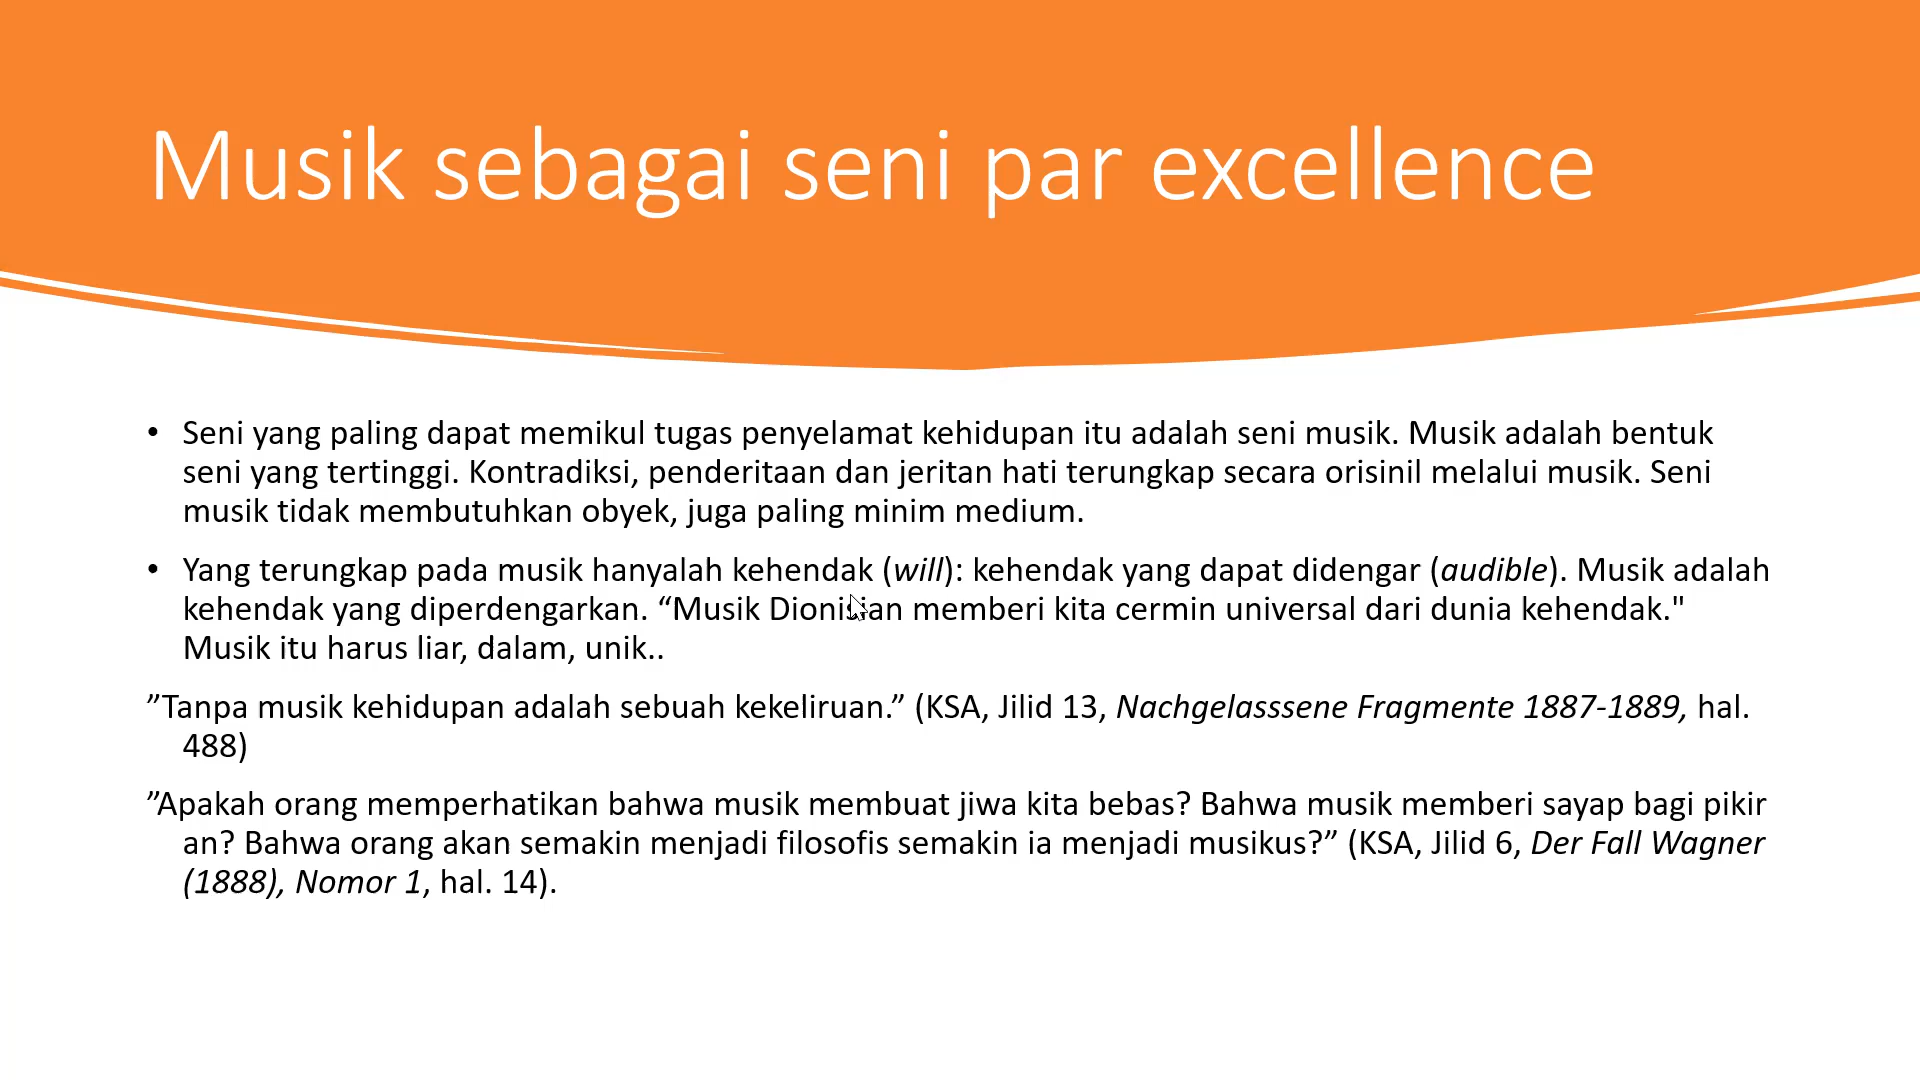 Musik sebagai seni par excellence
• Seni yang paling dapat memikul tugas penyelamat kehidupan itu adalah seni musik. Musik adalah bentuk
seni yang tertinggi. Kontradiksi, penderitaan dan jeritan hati terungkap secara orisinil melalui musik. Seni
musik tidak membutuhkan obyek, juga paling minim medium.
• Yang terungkap pada musik hanyalah kehendak (will): kehendak yang dapat didengar (audible). Musik adalah
kehendak yang diperdengarkan. “Musik Dionisian memberi kita cermin universal dari dunia kehendak."
Musik itu harus liar, dalam, unik..
”Tanpa musik kehidupan adalah sebuah kekeliruan.” (KSA, Jilid 13, Nachgelasssene Fragmente 1887-1889, hal.
488)
”Apakah orang memperhatikan bahwa musik membuat jiwa kita bebas? Bahwa musik memberi sayap bagi pikir
an? Bahwa orang akan semakin menjadi filosofis semakin ia menjadi musikus?” (KSA, Jilid 6, Der Fall Wagner
(1888), Nomor 1, hal. 14).